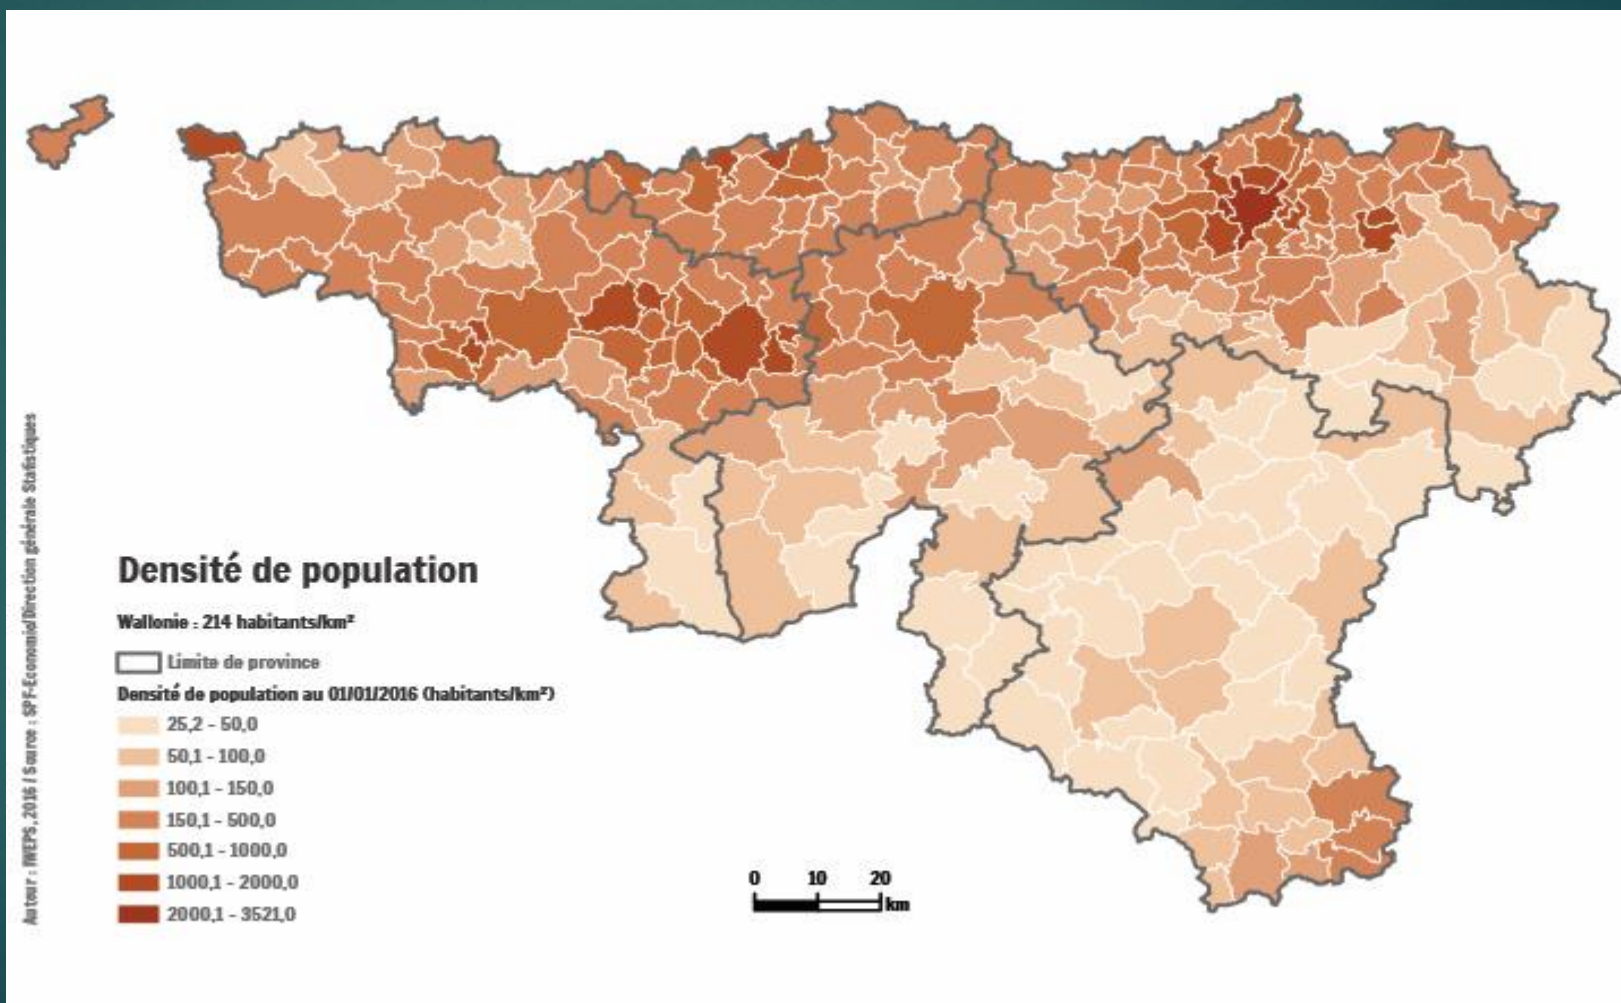 Densité de population
Wallonie : 214 habitants/km²
Limite de province
Densité de population au 01/01/2016 (habitants/km²)
25,2 - 50,0
50,1 - 100,0
100,1 - 150,0
150,1 - 500,0
500,1 - 1000,0
1000,1 - 2000,0
2000,1 - 3521,0
0 10 20
km
Auteur : IWEPS, 2016 / Source : SPF-Economie/Direction générale Statistiques